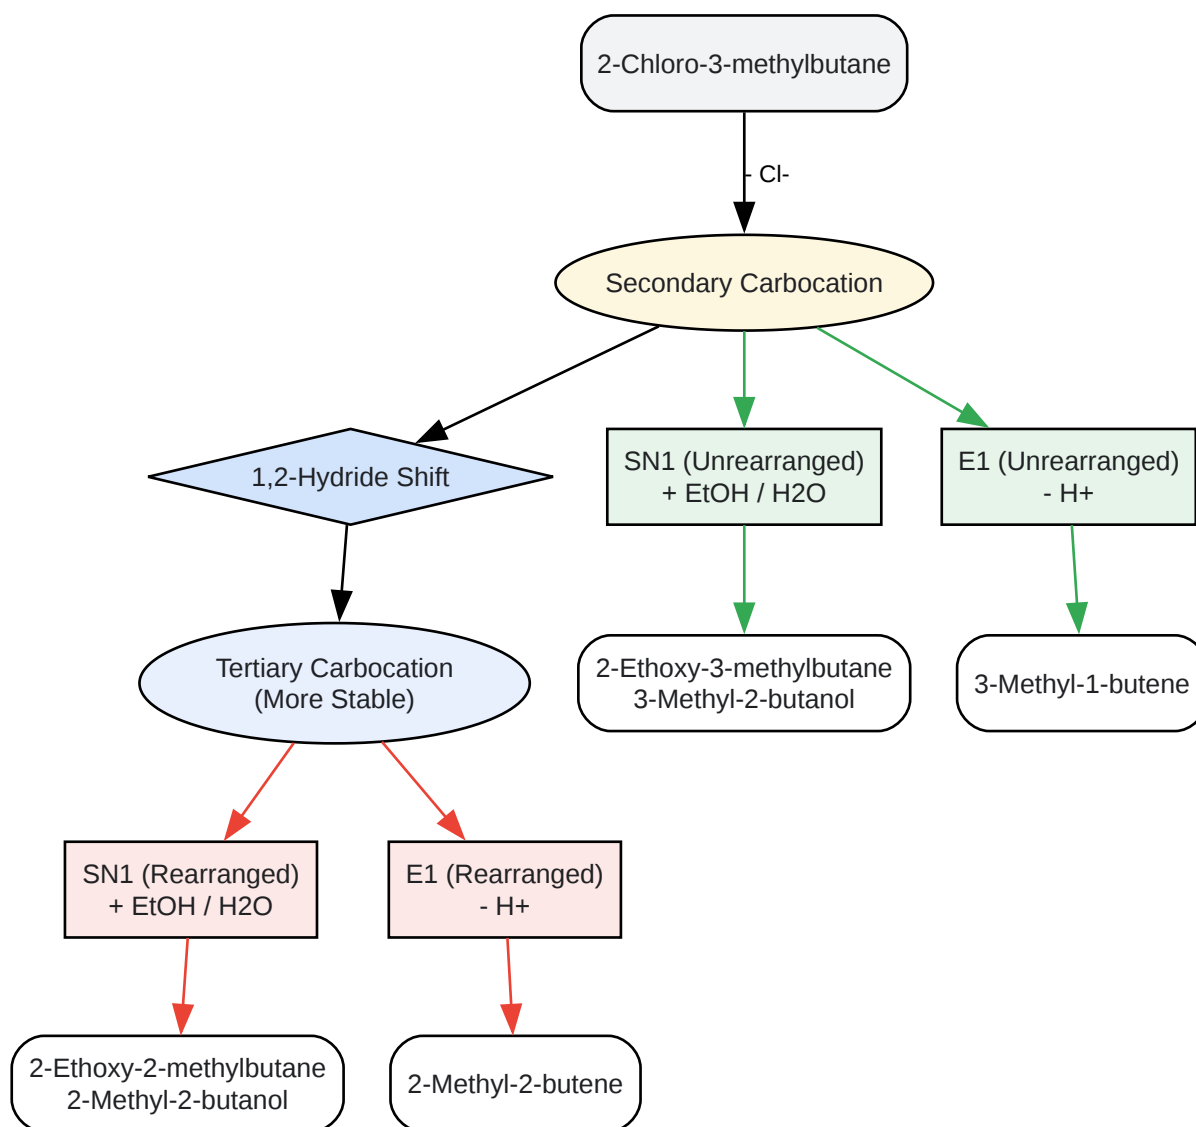 2-Chloro-3-methylbutane
- Cl-
Secondary Carbocation
1,2-Hydride Shift
SN1 (Unrearranged)
+ EtOH / H2O
E1 (Unrearranged)
- H+
Tertiary Carbocation
(More Stable)
2-Ethoxy-3-methylbutane
3-Methyl-2-butanol
3-Methyl-1-butene
SN1 (Rearranged)
+ EtOH / H2O
E1 (Rearranged)
- H+
2-Ethoxy-2-methylbutane
2-Methyl-2-butanol
2-Methyl-2-butene